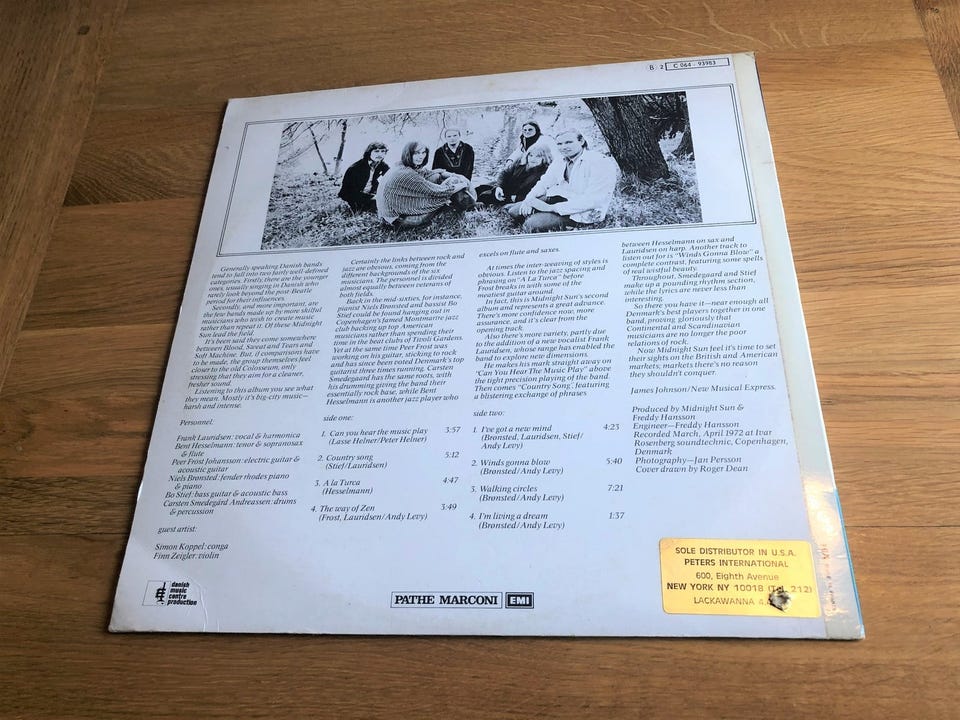 B 2 C 064 - 93983
Generally speaking Danish bands
tend to fall into two fairly well-defined
categories. Firstly there are the younger
ones, usually singing in Danish who
rarely look beyond the post-Beatle
period for their influences.
Secondly, and more important, are
the few bands made up by more skilful
musicians who wish to create music
rather than repeat it. Of these Midnight
Sun lead the field.
It's been said they come somewhere
between Blood, Sweat and Tears and
Soft Machine. But, if comparisons have
to be made, the group themselves feel
closer to the old Colosseum, only
stressing that they aim for a cleaner,
fresher sound.
Listening to this album you see what
they mean. Mostly it's big-city music—
harsh and intense.
Personnel:
Frank Lauridsen: vocal & harmonica
Bent Hesselmann: tenor & sopranosax
& flute
Peer Frost Johansson: electric guitar &
acoustic guitar
Niels Brønsted: fender rhodes piano
& piano
Bo Stief: bass guitar & acoustic bass
Carsten Smedegård Andreassen: drums
& percussion
guest artist:
Simon Koppel: conga
Finn Zeigler: violin
danish
music
centre
production
Certainly the links between rock and
jazz are obvious, coming from the
different backgrounds of the six
musicians. The personnel is divided
almost equally between veterans of
both fields.
Back in the mid-sixties, for instance,
pianist Niels Brønsted and bassist Bo
Stief could be found hanging out in
Copenhagen's famed Montmartre jazz
club backing up top American
musicians rather than spending their
time in the beat clubs of Tivoli Gardens.
Yet at the same time Peer Frost was
working on guitar, sticking to rock
and has since been voted Denmark's top
guitarist three times running. Carsten
Smedegaard has the same roots, with
his drumming giving the band their
essentially rock base, while Bent
Hesselmann is another jazz player who
side one:
1. Can you hear the music play 3:57
(Lasse Helner/Peter Helner)
2. Country song 5:12
(Stief/Lauridsen)
3. A la Turca 4:47
(Hesselmann)
4. The way of Zen 3:49
(Frost, Lauridsen/Andy Levy)
excels on flute and saxes.
At times the inter-weaving of styles is
obvious. Listen to the jazz spacing and
phrasing on "A La Turca" before
Frost breaks in with some of the
meatiest guitar around.
In fact, this is Midnight Sun's second
album and represents a great advance.
There's more confidence now, more
assurance, and it's clear from the
opening track.
Also there's more variety, partly due
to the addition of a new vocalist Frank
Lauridsen, whose range has enabled the
band to explore new dimensions.
He makes his mark straight away on
"Can You Hear The Music Play" above
the tight precision playing of the band.
Then comes "Country Song", featuring
a blistering exchange of phrases
side two:
1. I've got a new mind 4:23
(Brønsted, Lauridsen, Stief/
Andy Levy)
2. Winds gonna blow 5:40
(Brønsted/Andy Levy)
3. Walking circles 7:21
(Brønsted/Andy Levy)
4. I'm living a dream 1:37
(Brønsted/Andy Levy)
between Hesselmann on sax and
Lauridsen on harp. Another track to
listen out for is "Winds Gonna Blow" a
complete contrast, featuring some spells
of real wistful beauty.
Throughout, Smedegaard and Stief
make up a pounding rhythm section,
while the lyrics are never less than
interesting.
So there you have it—near enough all
Denmark's best players together in one
band, proving gloriously that
Continental and Scandinavian
musicians are no longer the poor
relations of rock.
Now Midnight Sun feel it's time to set
their sights on the British and American
markets; markets there's no reason
they shouldn't conquer.
James Johnson/New Musical Express.
Produced by Midnight Sun &
Freddy Hansson
Engineer—Freddy Hansson
Recorded March, April 1972 at Ivar
Rosenberg soundtechnic, Copenhagen,
Denmark
Photography—Jan Persson
Cover drawn by Roger Dean
PATHE MARCONI EMI
SOLE DISTRIBUTOR IN U.S.A.
PETERS INTERNATIONAL
600, Eighth Avenue
NEW YORK NY 10018 (Tel. 212)
LACKAWANNA 4